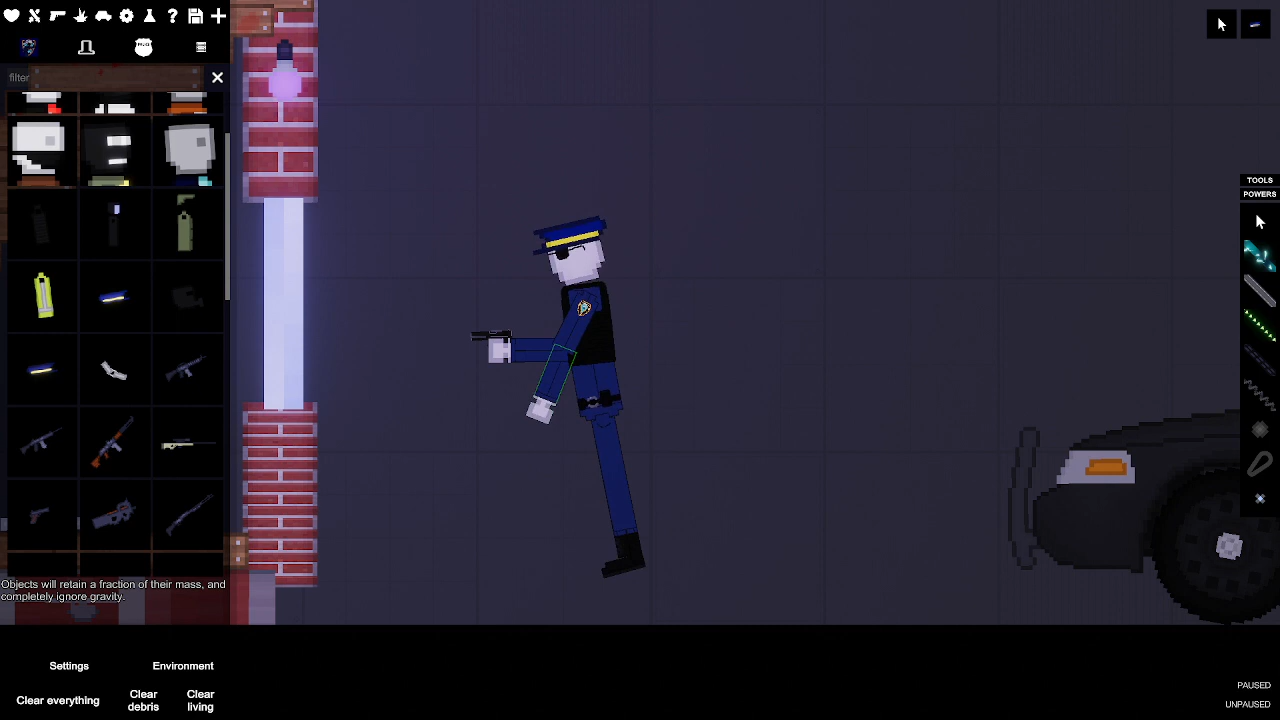 filter
TOOLS
POWERS
Objects will retain a fraction of their mass, and
completely ignore gravity.
Settings
Environment
Clear everything
Clear
debris
Clear
living
PAUSED
UNPAUSED